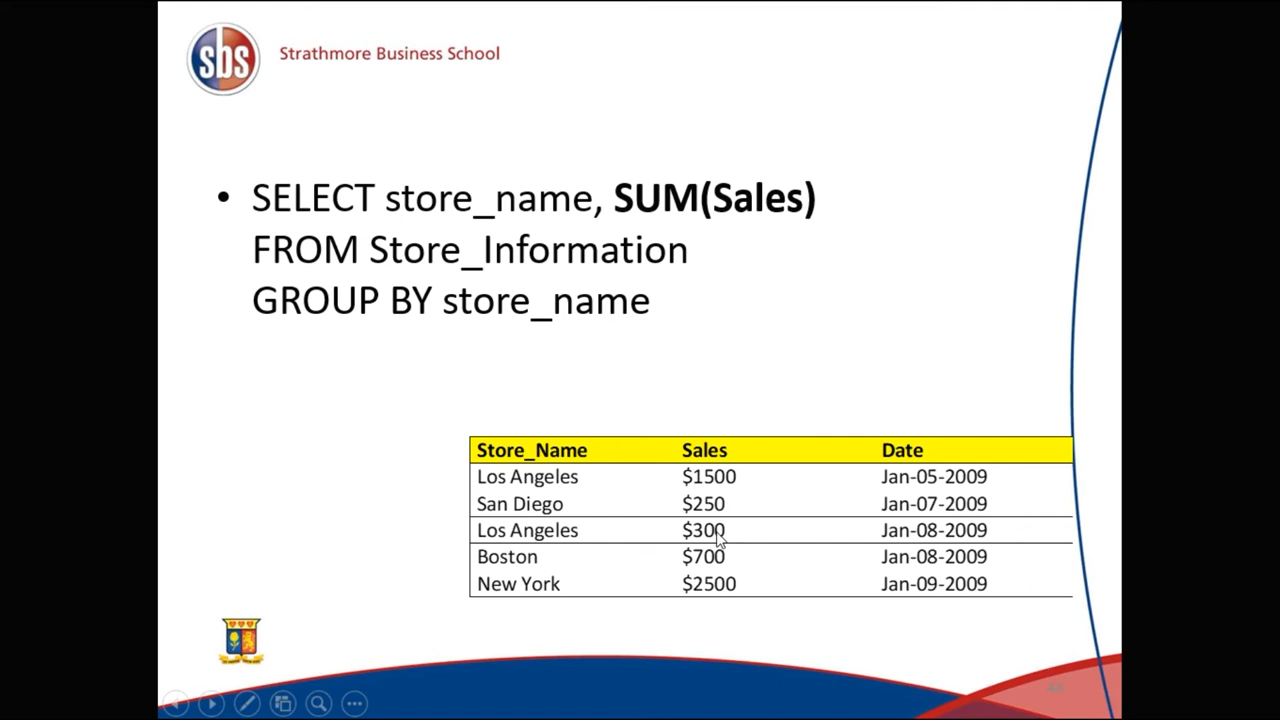 sbs
Strathmore Business School
• SELECT store_name, SUM(Sales)
FROM Store_Information
GROUP BY store_name
Store_Name Sales Date
Los Angeles $1500 Jan-05-2009
San Diego $250 Jan-07-2009
Los Angeles $300 Jan-08-2009
Boston $700 Jan-08-2009
New York $2500 Jan-09-2009